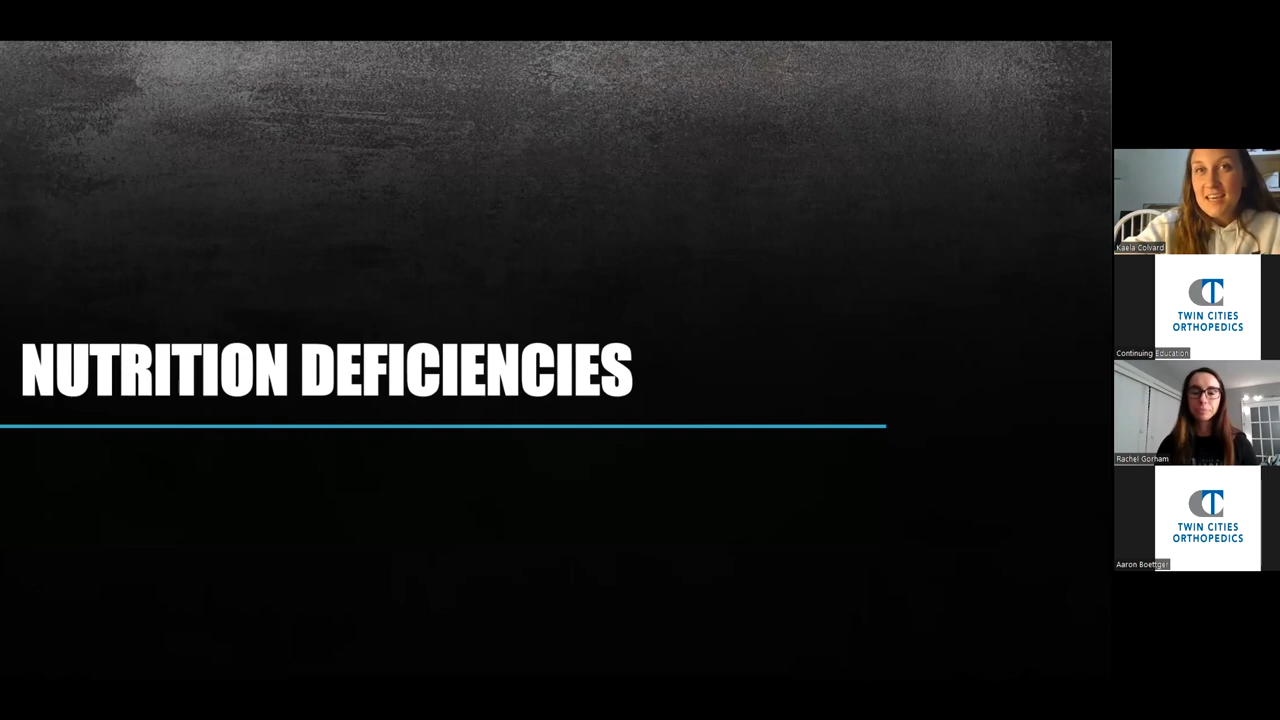 NUTRITION DEFICIENCIES
Kaela Colvard
TWIN CITIES
ORTHOPEDICS
Continuing Education
Rachel Gorham
TWIN CITIES
ORTHOPEDICS
Aaron Boettger